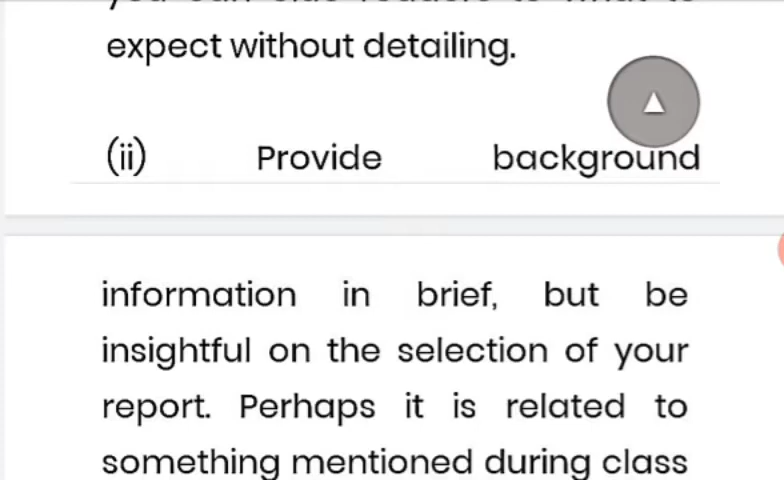 expect without detailing.
(ii) Provide background
information in brief, but be
insightful on the selection of your
report. Perhaps it is related to
something mentioned during class